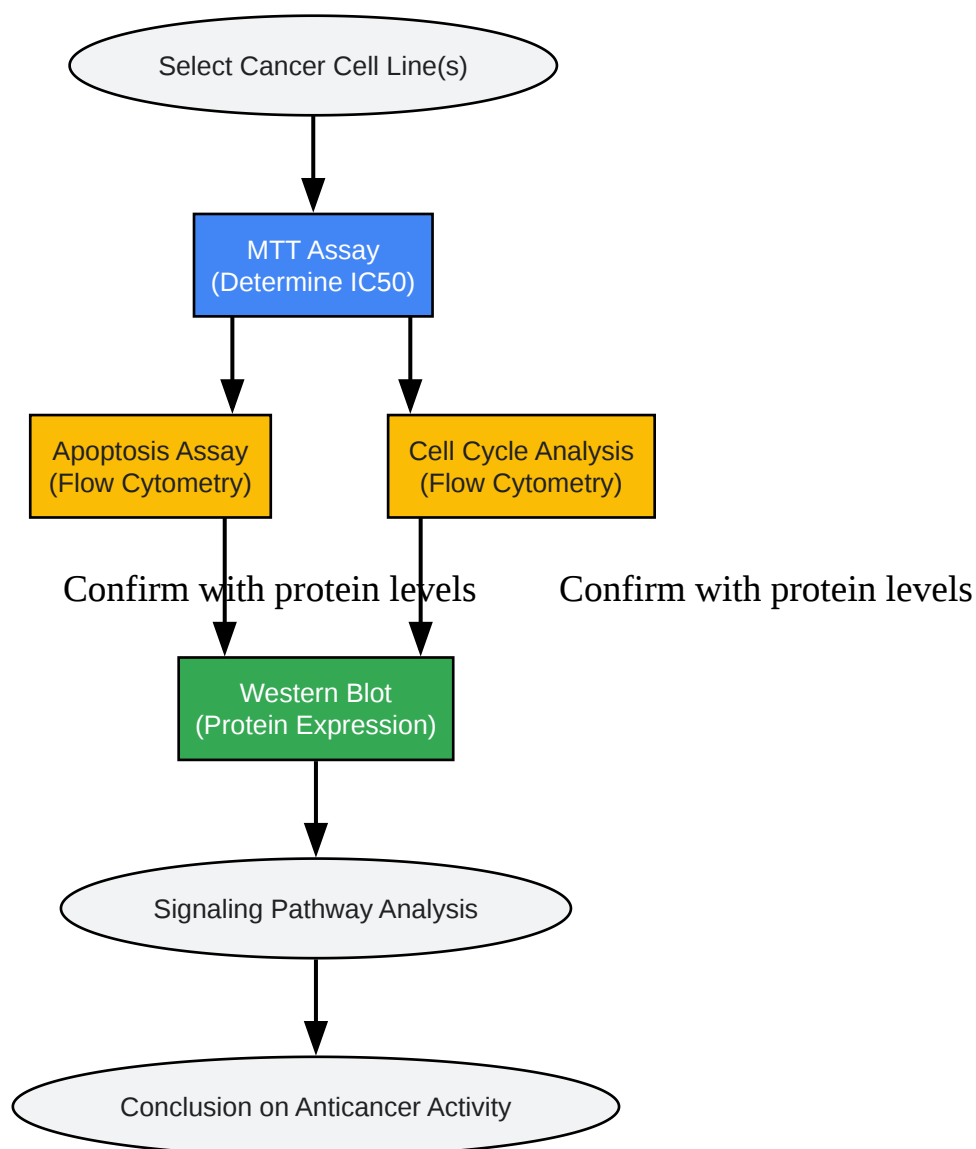 Select Cancer Cell Line(s)
MTT Assay
(Determine IC50)
Apoptosis Assay
(Flow Cytometry)
Cell Cycle Analysis
(Flow Cytometry)
Confirm with protein levels
Confirm with protein levels
Western Blot
(Protein Expression)
Signaling Pathway Analysis
Conclusion on Anticancer Activity